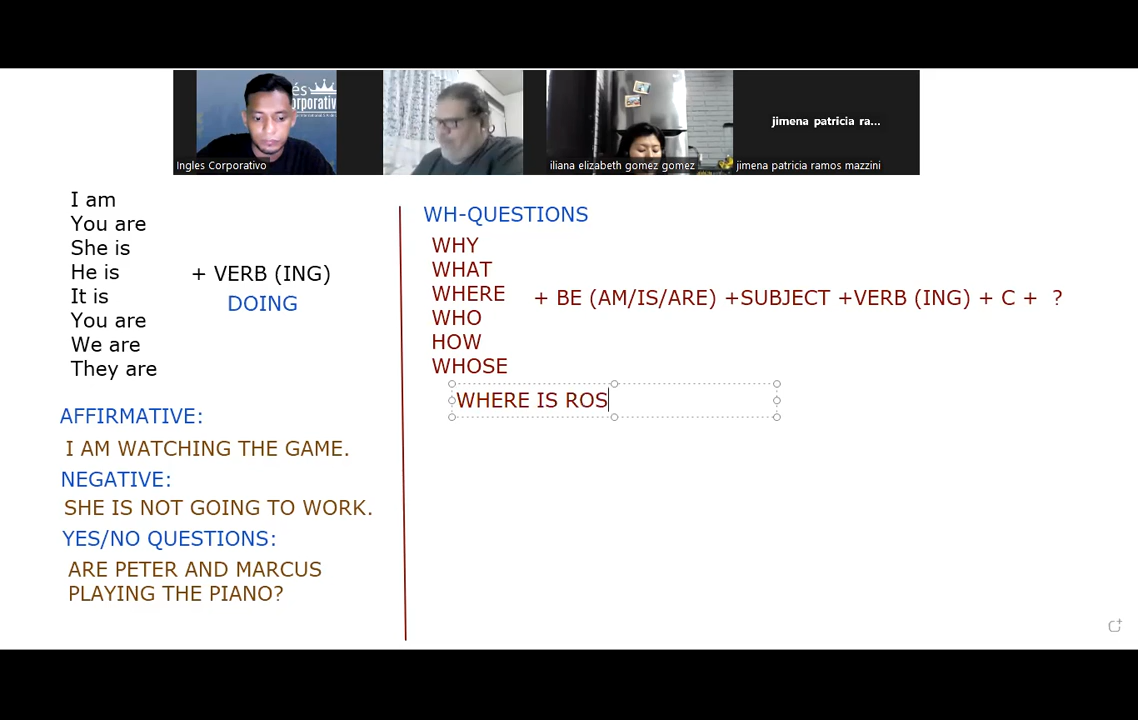 és
Corporativo
Ingles Corporativo
iliana elizabeth gomez gomez
jimena patricia ra...
jimena patricia ramos mazzini
I am
You are
She is
He is
It is
You are
We are
They are
+ VERB (ING)
DOING
AFFIRMATIVE:
I AM WATCHING THE GAME.
NEGATIVE:
SHE IS NOT GOING TO WORK.
YES/NO QUESTIONS:
ARE PETER AND MARCUS
PLAYING THE PIANO?
WH-QUESTIONS
WHY
WHAT
WHERE
WHO
HOW
WHOSE
+ BE (AM/IS/ARE) +SUBJECT +VERB (ING) + C + ?
WHERE IS ROS